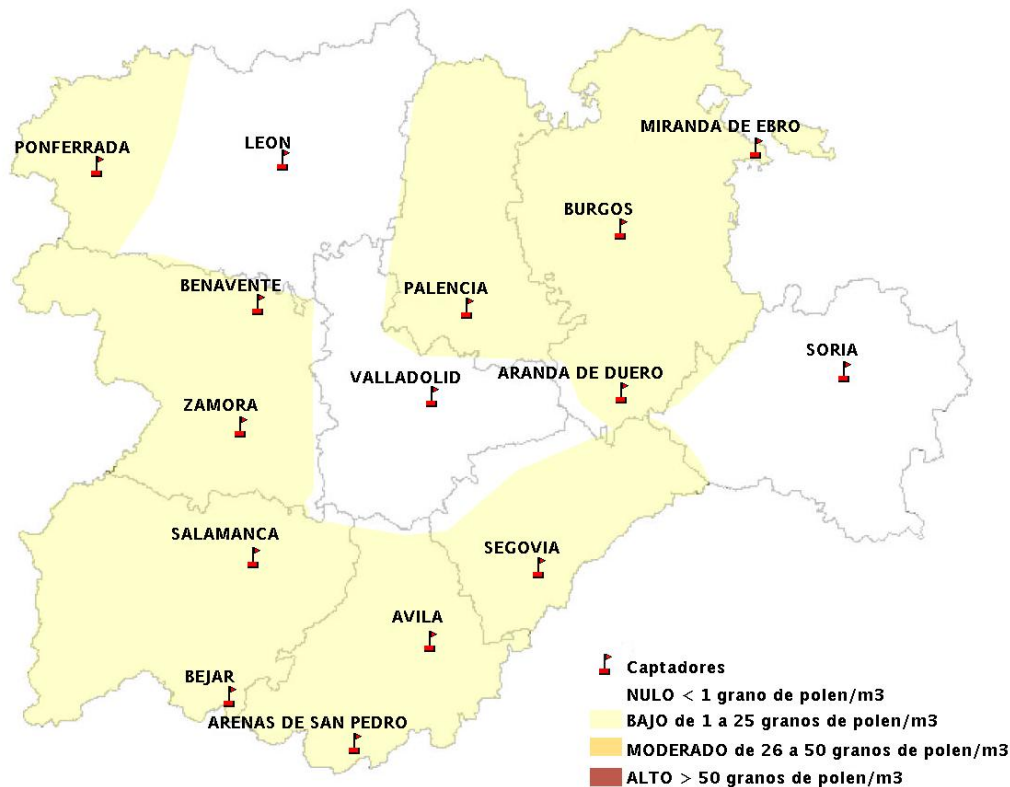 MIRANDA DE EBRO
PONFERRADA
LEON
BURGOS
BENAVENTE
PALENCIA
SORIA
VALLADOLID
ARANDA DE DUERO
ZAMORA
SALAMANCA
SEGOVIA
AVILA
BEJAR
ARENAS DE SAN PEDRO
Captadores
NULO < 1 grano de polen/m3
BAJO de 1 a 25 granos de polen/m3
MODERADO de 26 a 50 granos de polen/m3
ALTO > 50 granos de polen/m3